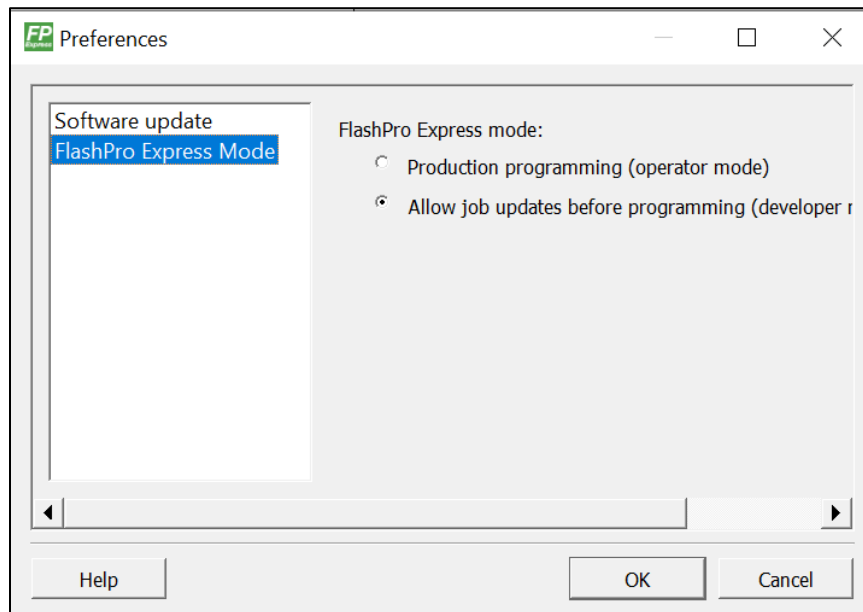 FP
Express
Preferences
Software update
FlashPro Express Mode
FlashPro Express mode:
Production programming (operator mode)
Allow job updates before programming (developer
Help
OK
Cancel